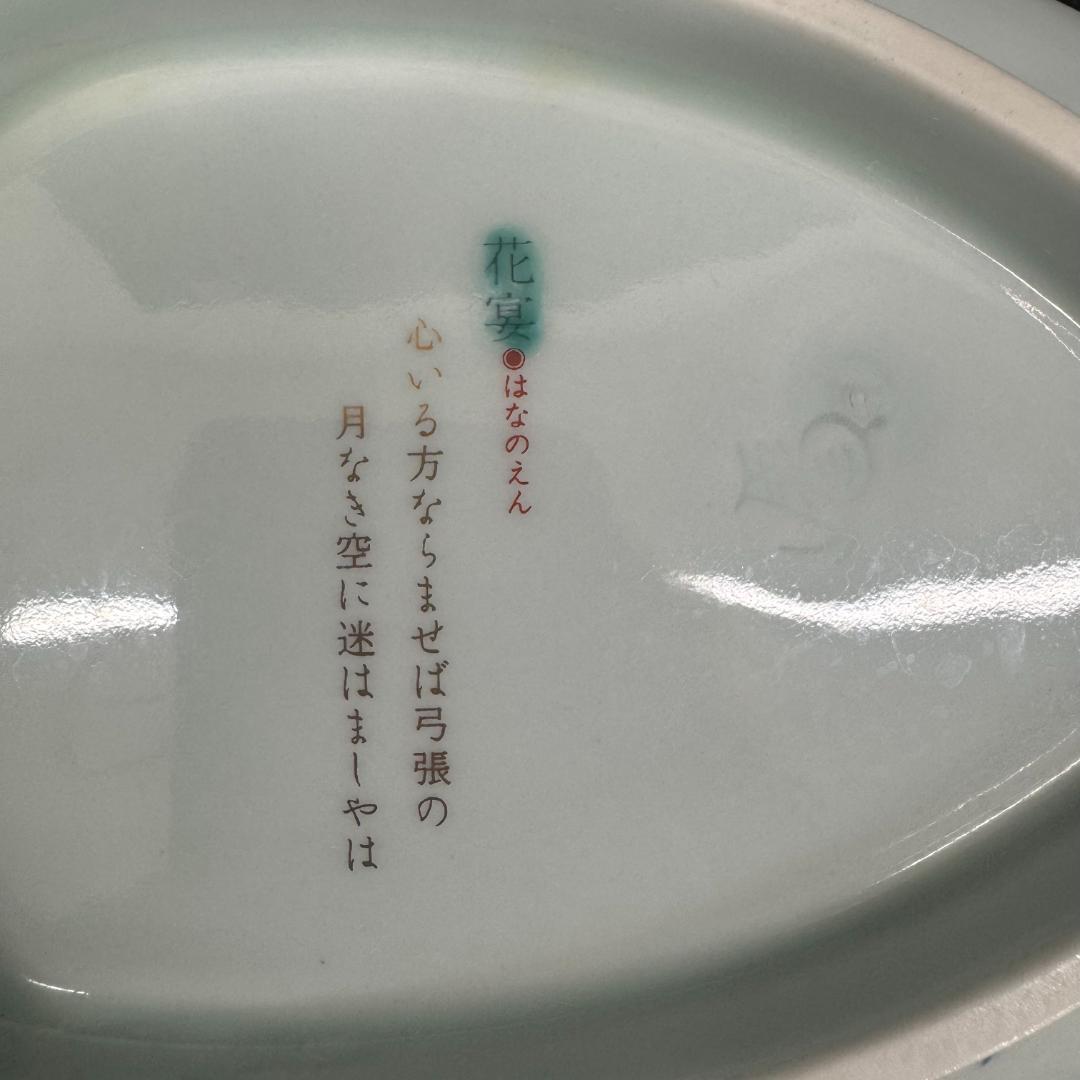 花宴◉はなのえん
心いる方ならませば弓張の
月なき空に迷はましやは